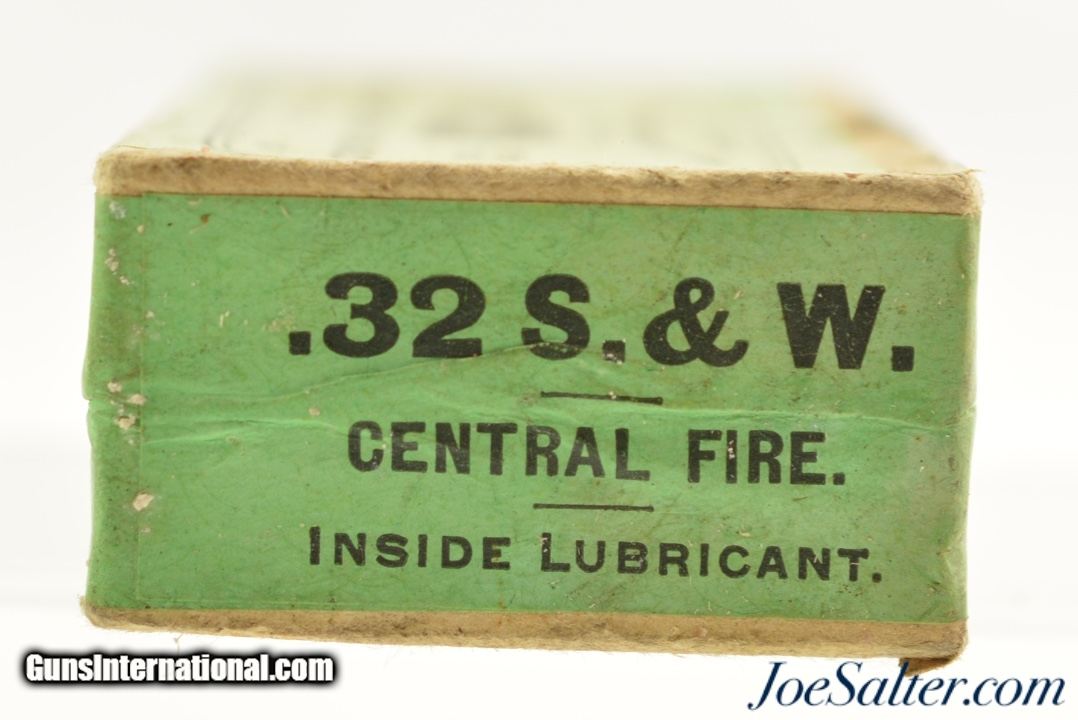 .32 S.& W.
CENTRAL FIRE.
INSIDE LUBRICANT.
GunsInternational.com
JoeSalter.com